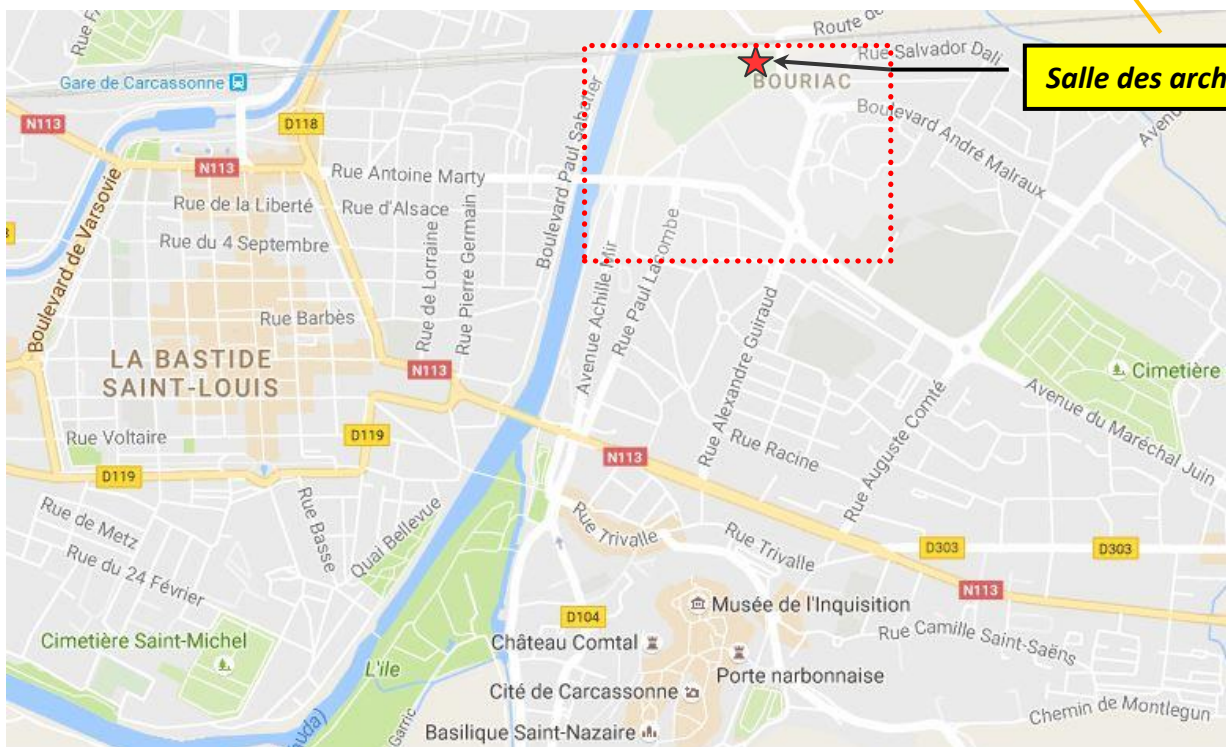 Route de
Rue Salvador Dali
Salle des arch
Gare de Carcassonne
BOURIAC
N113
D118
Boulevard Paul Sabatier
Boulevard André Malraux
N113
Rue Antoine Marty
Boulevard de Varsovie
Rue de la Liberté
Rue d'Alsace
Rue du 4 Septembre
Rue de Lorraine
Rue Pierre Germain
Avenue Achille Mir
Rue Paul Lacombe
Rue Alexandre Guiraud
Rue Barbès
LA BASTIDE
SAINT-LOUIS
N113
Cimetière
Avenue du Maréchal Juin
Rue Auguste Comté
Rue Voltaire
D119
Rue Racine
N113
D119
Rue de Metz
Rue Basse
Quai Bellevue
Rue Trivalle
Rue Trivalle
D303
D303
Rue du 24 Février
N113
D104
Musée de l'Inquisition
Rue Camille Saint-Saëns
Cimetière Saint-Michel
Château Comtal
L'île
Porte narbonnaise
Cité de Carcassonne
Chemin de Montlegun
Garric
Basilique Saint-Nazaire